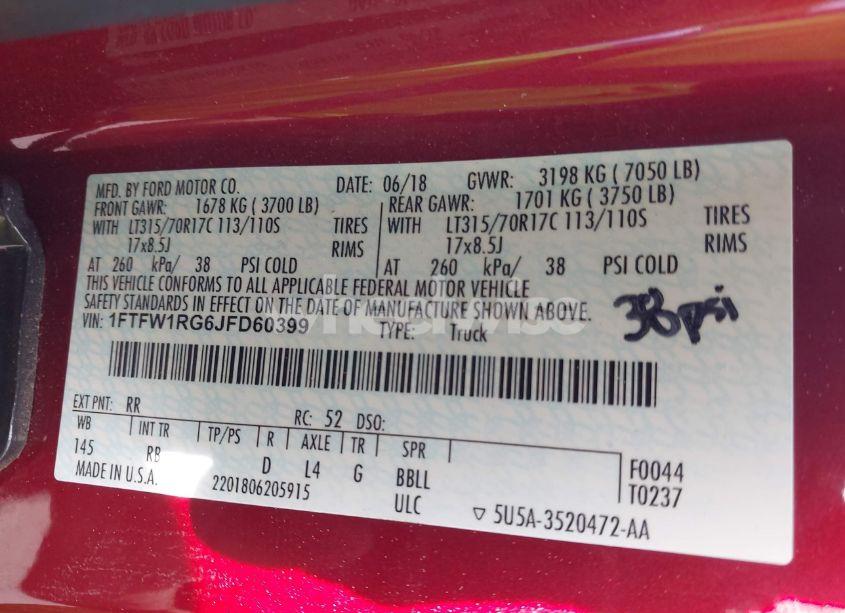 MFD. BY FORD MOTOR CO. DATE: 06/18 GVWR: 3198 KG ( 7050 LB)
FRONT GAWR: 1678 KG ( 3700 LB) REAR GAWR: 1701 KG ( 3750 LB)
WITH LT315/70R17C 113/110S TIRES WITH LT315/70R17C 113/110S TIRES
17x8.5J RIMS 17x8.5J RIMS
AT 260 kPa/ 38 PSI COLD AT 260 kPa/ 38 PSI COLD
THIS VEHICLE CONFORMS TO ALL APPLICABLE FEDERAL MOTOR VEHICLE
SAFETY STANDARDS IN EFFECT ON THE DATE OF MANUFACTURE SHOWN ABOVE.
38 psi
VIN: 1FTFW1RG6JFD60399 TYPE: Truck
EXT PNT: RR RC: 52 DSO:
WB INT TR TP/PS R AXLE TR SPR
145 RB D L4 G BBLL F0044
MADE IN U.S.A. 2201806205915 ULC T0237
5U5A-3520472-AA